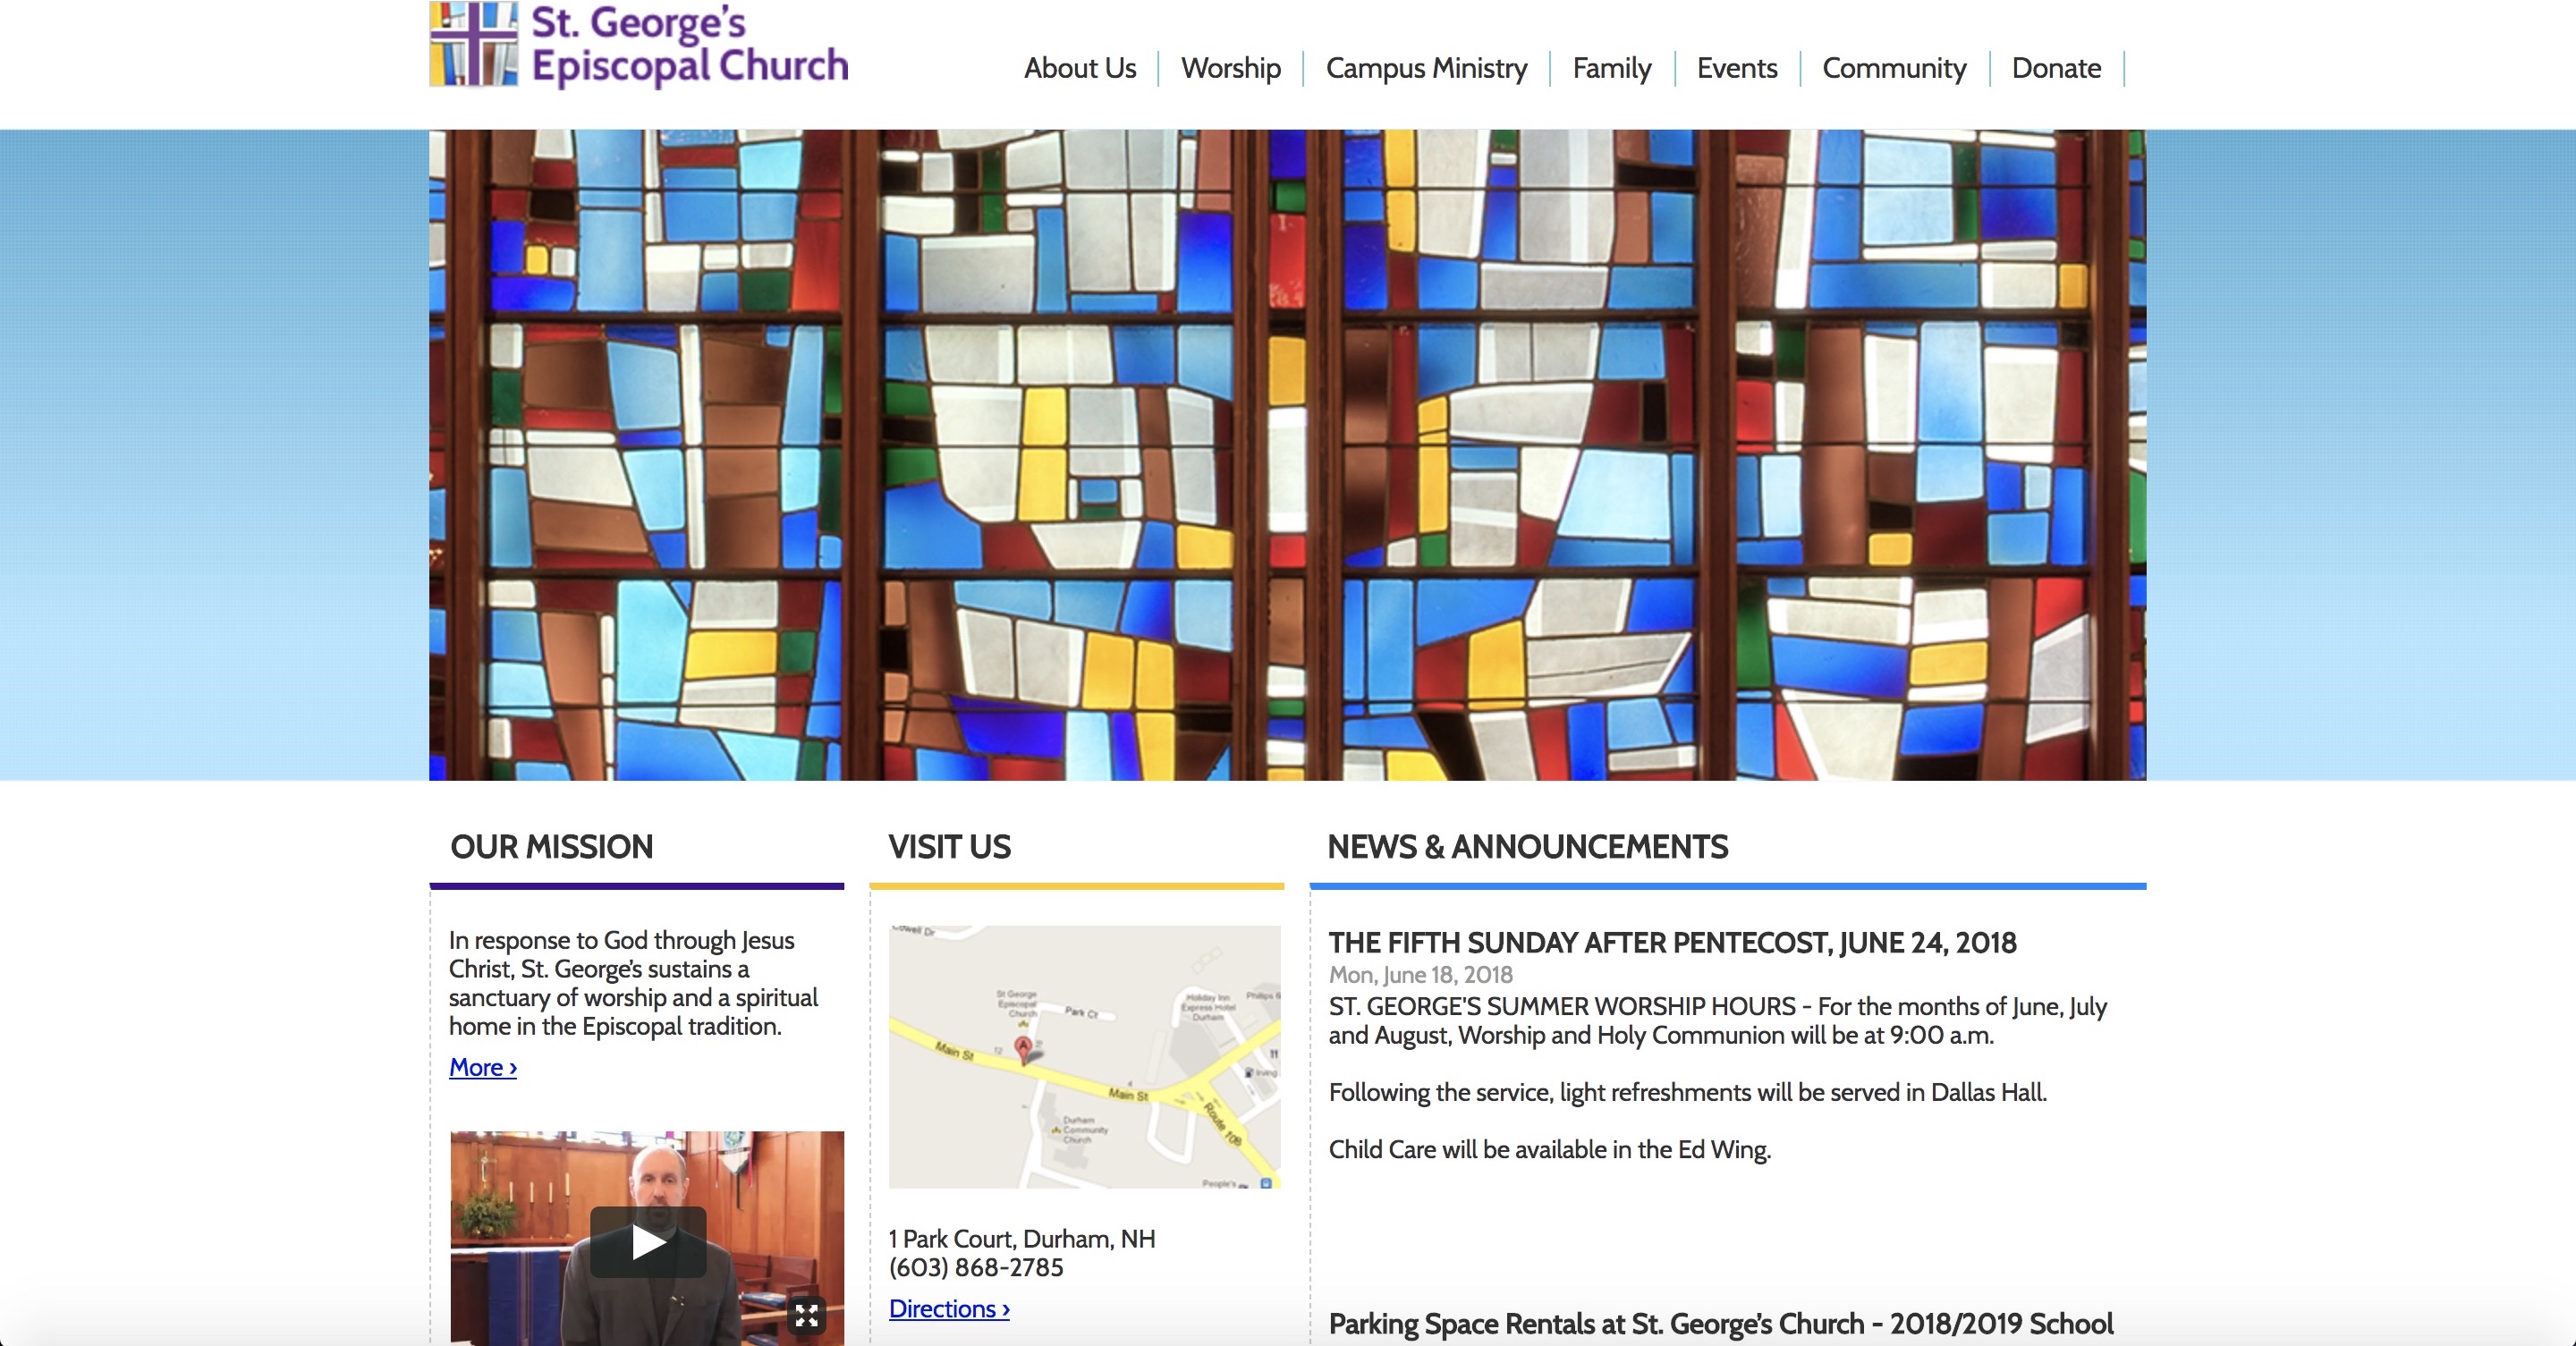 St. George's
Episcopal Church
About Us
Worship
Campus Ministry
Family
Events
Community
Donate
OUR MISSION
In response to God through Jesus
Christ, St. George's sustains a
sanctuary of worship and a spiritual
home in the Episcopal tradition.
More ›
VISIT US
Cowell Dr
St George
Episcopal
Church
Park Ct
Holiday Inn
Express Hotel
Durham
Main St
12
A
4
Main St
11
Irving
Route 108
Durham
Community
Church
People's
1 Park Court, Durham, NH
(603) 868-2785
Directions ›
NEWS & ANNOUNCEMENTS
THE FIFTH SUNDAY AFTER PENTECOST, JUNE 24, 2018
Mon, June 18, 2018
ST. GEORGE'S SUMMER WORSHIP HOURS - For the months of June, July
and August, Worship and Holy Communion will be at 9:00 a.m.
Following the service, light refreshments will be served in Dallas Hall.
Child Care will be available in the Ed Wing.
Parking Space Rentals at St. George's Church - 2018/2019 School